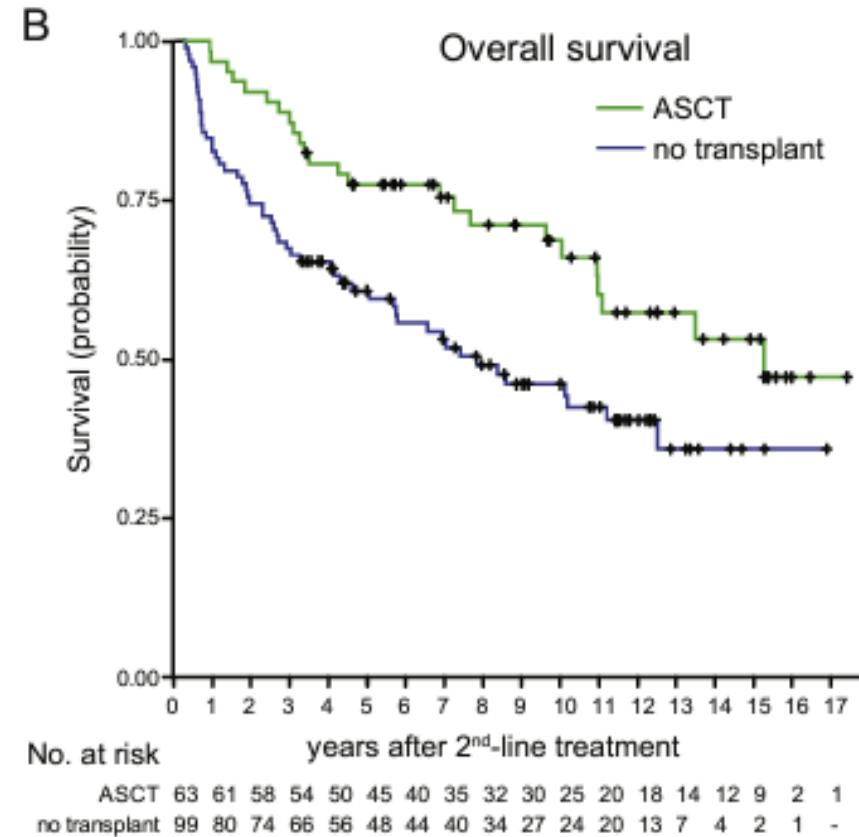 B
Overall survival
ASCT
no transplant
1.00
0.75
0.50
0.25
0.00
Survival (probability)
0 1 2 3 4 5 6 7 8 9 10 11 12 13 14 15 16 17
years after 2nd-line treatment
No. at risk
ASCT 63 61 58 54 50 45 40 35 32 30 25 20 18 14 12 9 2 1
no transplant 99 80 74 66 56 48 44 40 34 27 24 20 13 7 4 2 1 -